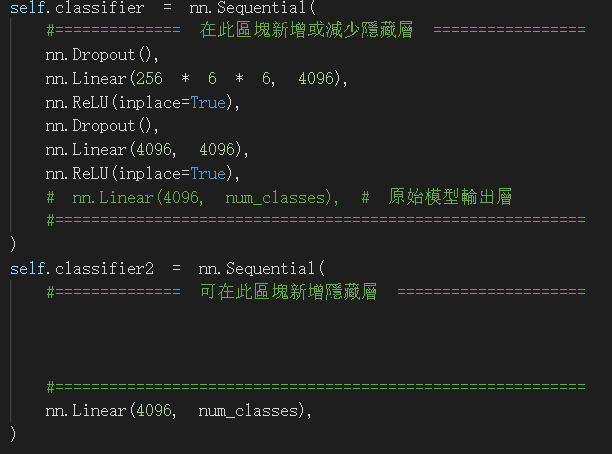 self.classifier = nn.Sequential(
#============== 在此區塊新增或減少隱藏層 =================
nn.Dropout(),
nn.Linear(256 * 6 * 6, 4096),
nn.ReLU(inplace=True),
nn.Dropout(),
nn.Linear(4096, 4096),
nn.ReLU(inplace=True),
# nn.Linear(4096, num_classes), # 原始模型輸出層
#===========================================================
)
self.classifier2 = nn.Sequential(
#============== 可在此區塊新增隱藏層 =====================
#===========================================================
nn.Linear(4096, num_classes),
)